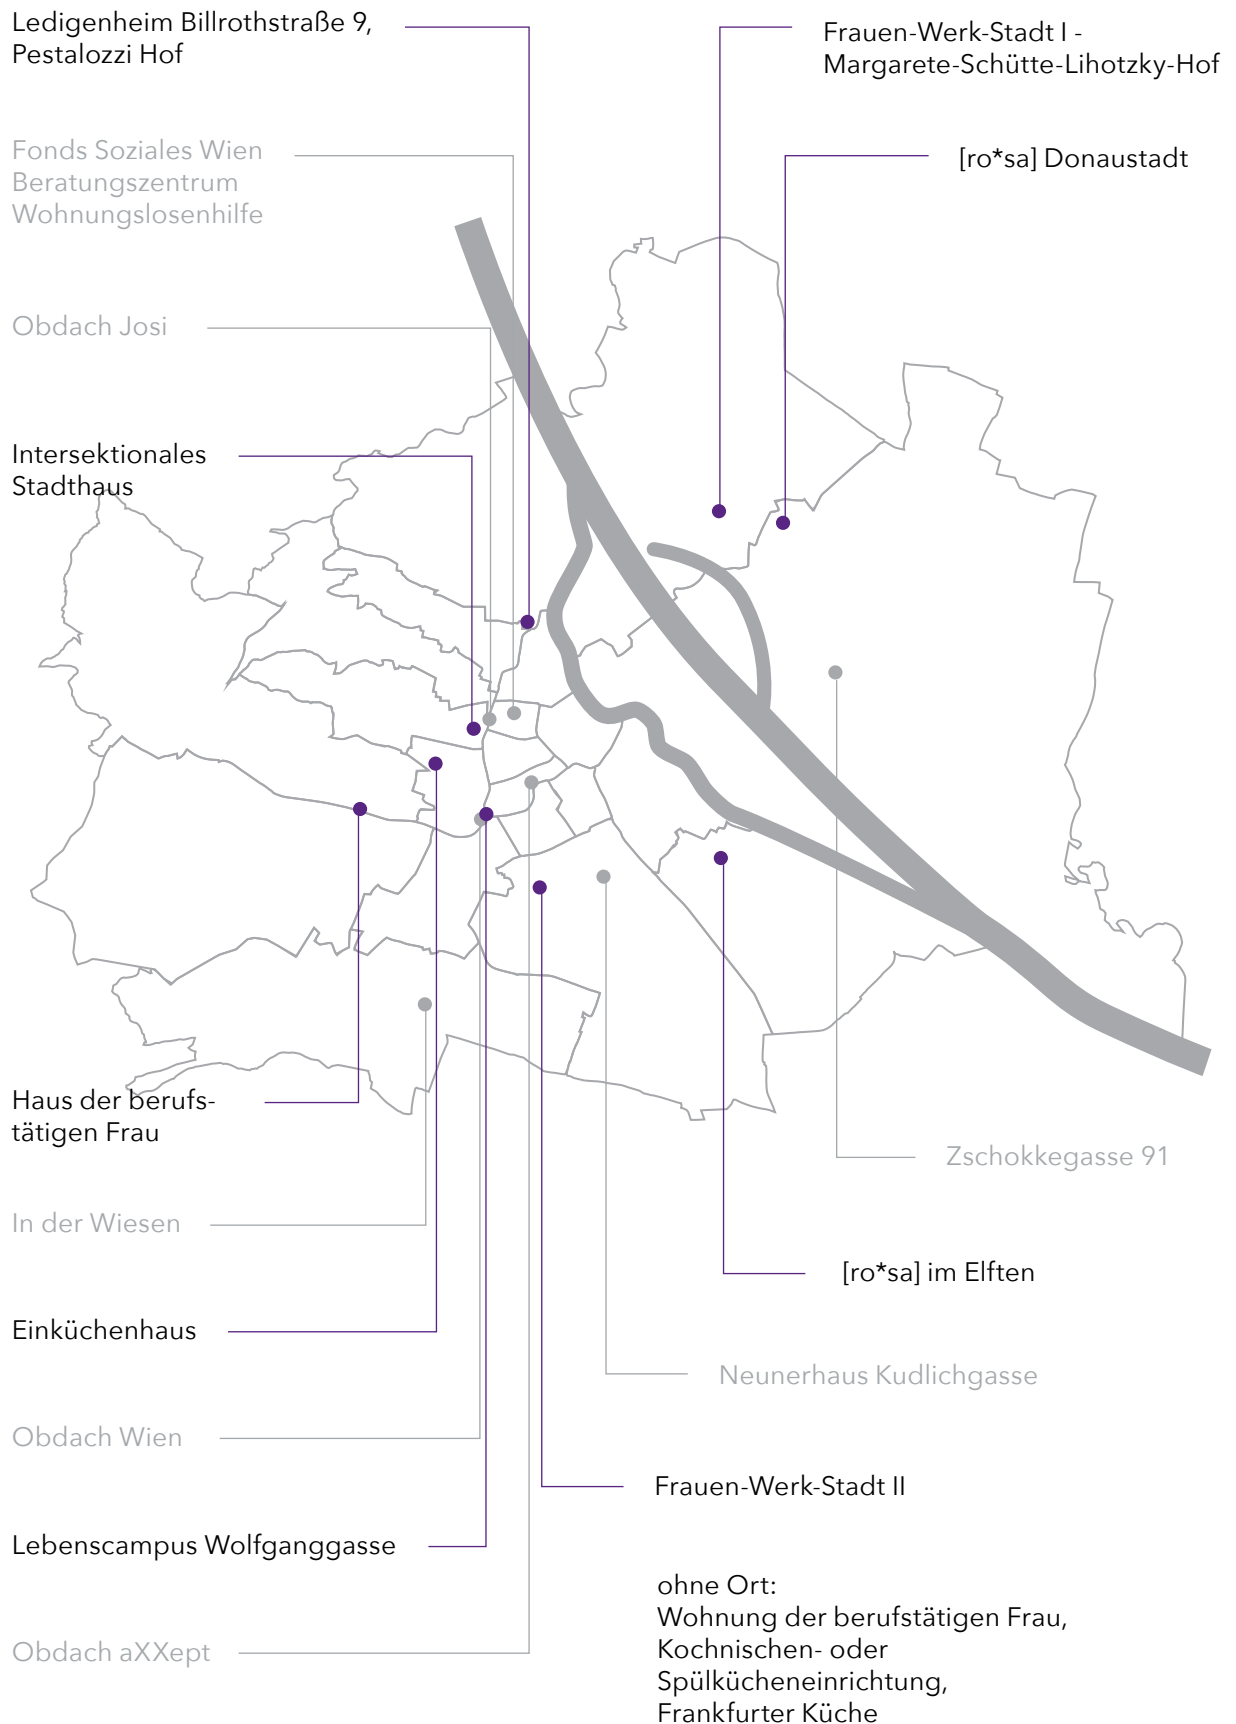 Ledigenheim Billrothstraße 9,
Pestalozzi Hof
Frauen-Werk-Stadt I -
Margarete-Schütte-Lihotzky-Hof
Fonds Soziales Wien
Beratungszentrum
Wohnungslosenhilfe
[ro*sa] Donaustadt
Obdach Josi
Intersektionales
Stadthaus
Haus der berufs-
tätigen Frau
Zschokkegasse 91
In der Wiesen
[ro*sa] im Elften
Einküchenhaus
Neunerhaus Kudlichgasse
Obdach Wien
Frauen-Werk-Stadt II
Lebenscampus Wolfganggasse
Obdach aXXept
ohne Ort:
Wohnung der berufstätigen Frau,
Kochnischen- oder
Spülkücheneinrichtung,
Frankfurter Küche